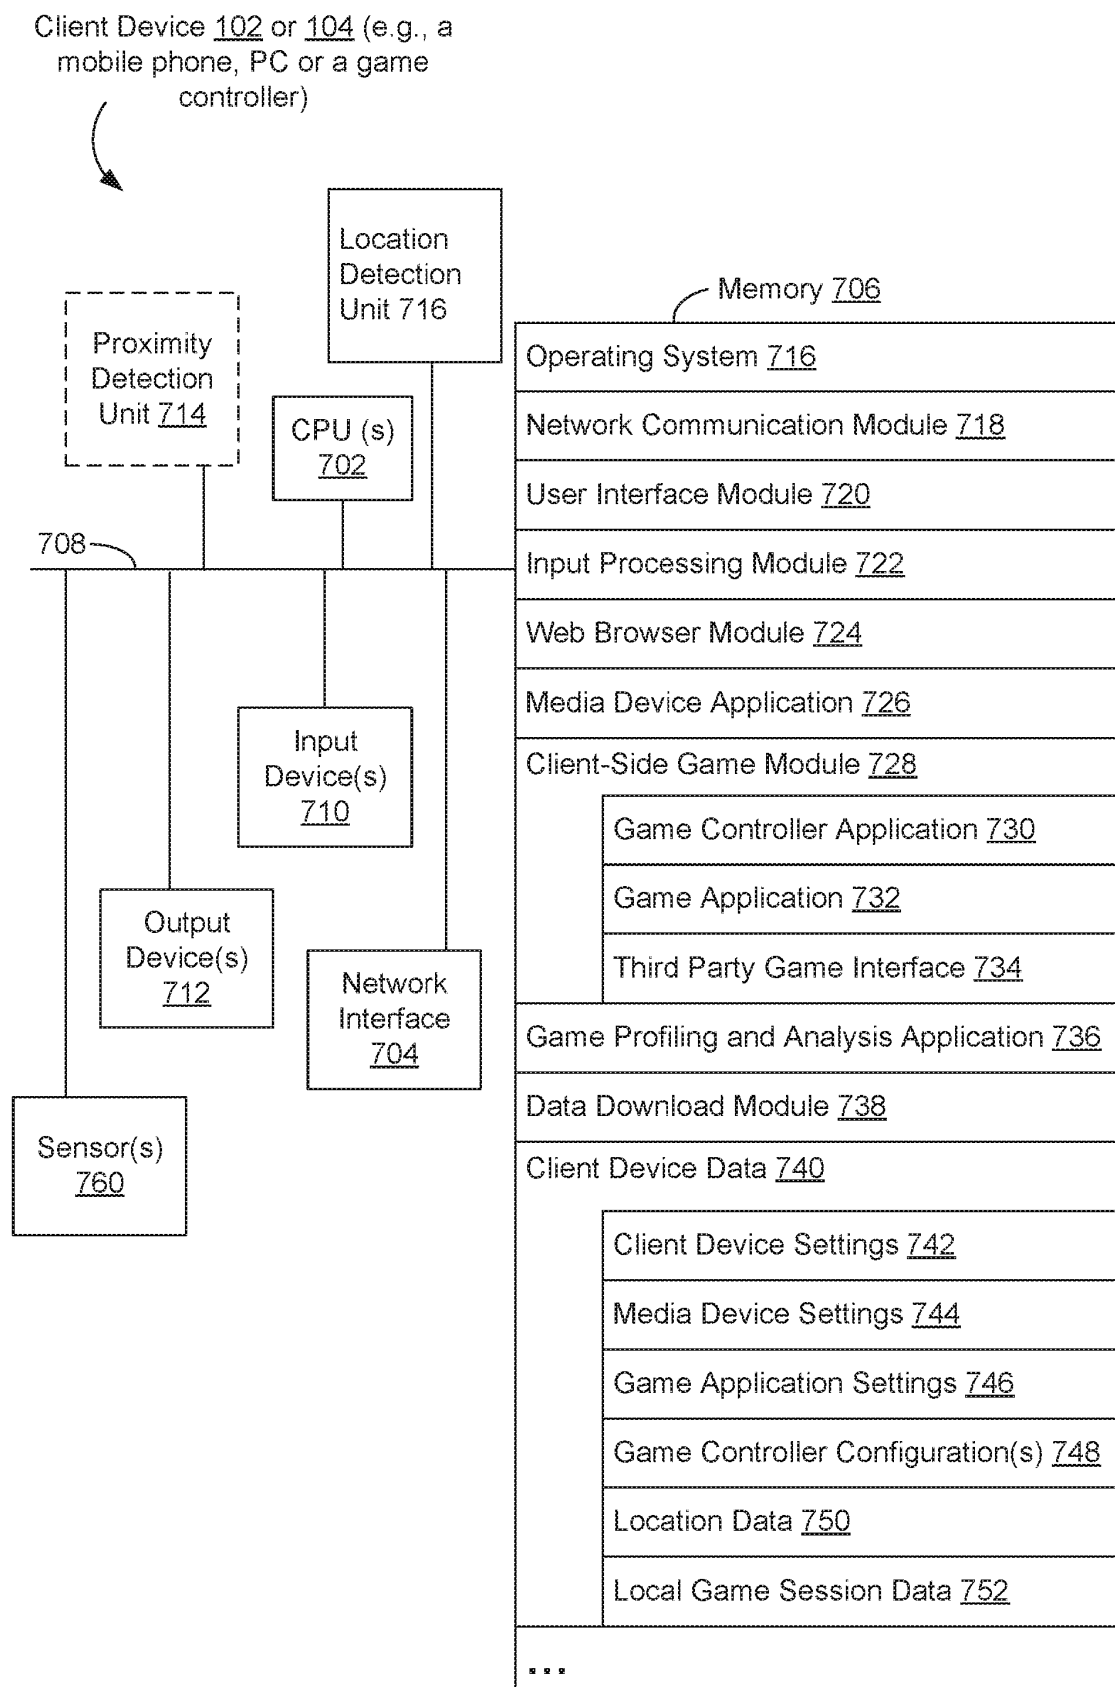 Client Device 102 or 104 (e.g., a
mobile phone, PC or a game
controller)
Location
Detection
Unit 716
Proximity
Detection
Unit 714
CPU (s)
702
708
Input
Device(s)
710
Output
Device(s)
712
Network
Interface
704
Sensor(s)
760
Memory 706
Operating System 716
Network Communication Module 718
User Interface Module 720
Input Processing Module 722
Web Browser Module 724
Media Device Application 726
Client-Side Game Module 728
Game Controller Application 730
Game Application 732
Third Party Game Interface 734
Game Profiling and Analysis Application 736
Data Download Module 738
Client Device Data 740
Client Device Settings 742
Media Device Settings 744
Game Application Settings 746
Game Controller Configuration(s) 748
Location Data 750
Local Game Session Data 752
...